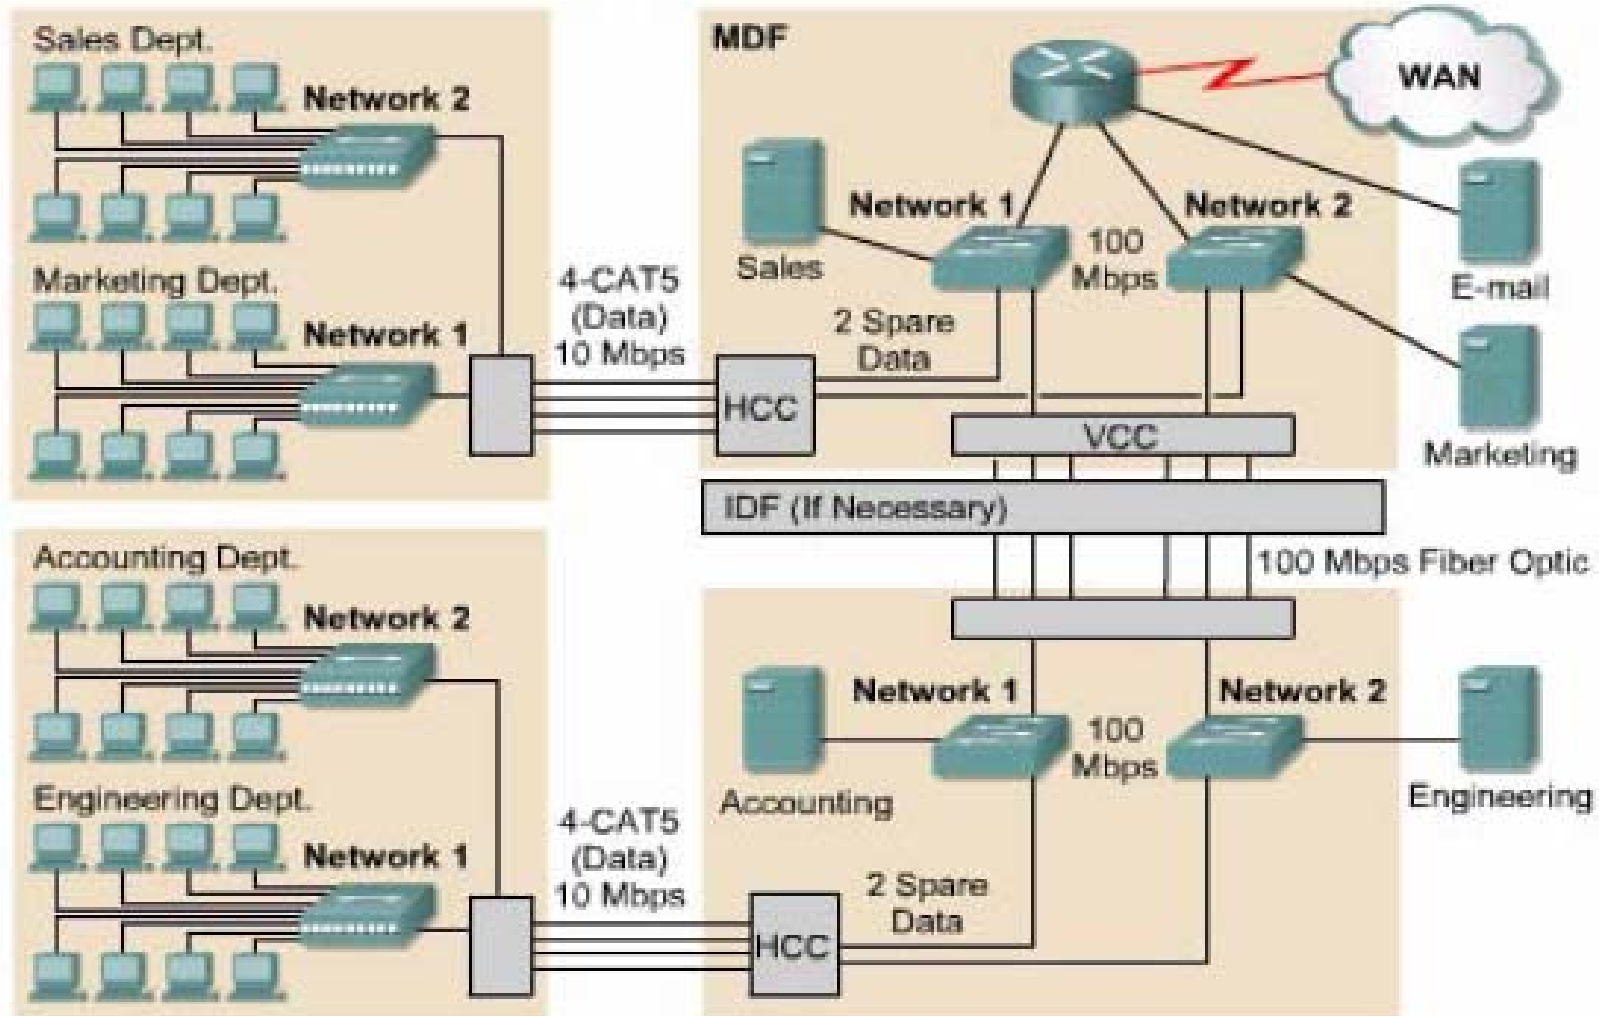 Sales Dept.
Network 2
Marketing Dept.
Network 1
4-CAT5
(Data)
10 Mbps
MDF
WAN
Sales
Network 1
100
Mbps
Network 2
E-mail
2 Spare
Data
HCC
VCC
Marketing
IDF (If Necessary)
100 Mbps Fiber Optic
Accounting Dept.
Network 2
Engineering Dept.
Network 1
4-CAT5
(Data)
10 Mbps
Accounting
Network 1
100
Mbps
Network 2
Engineering
2 Spare
Data
HCC